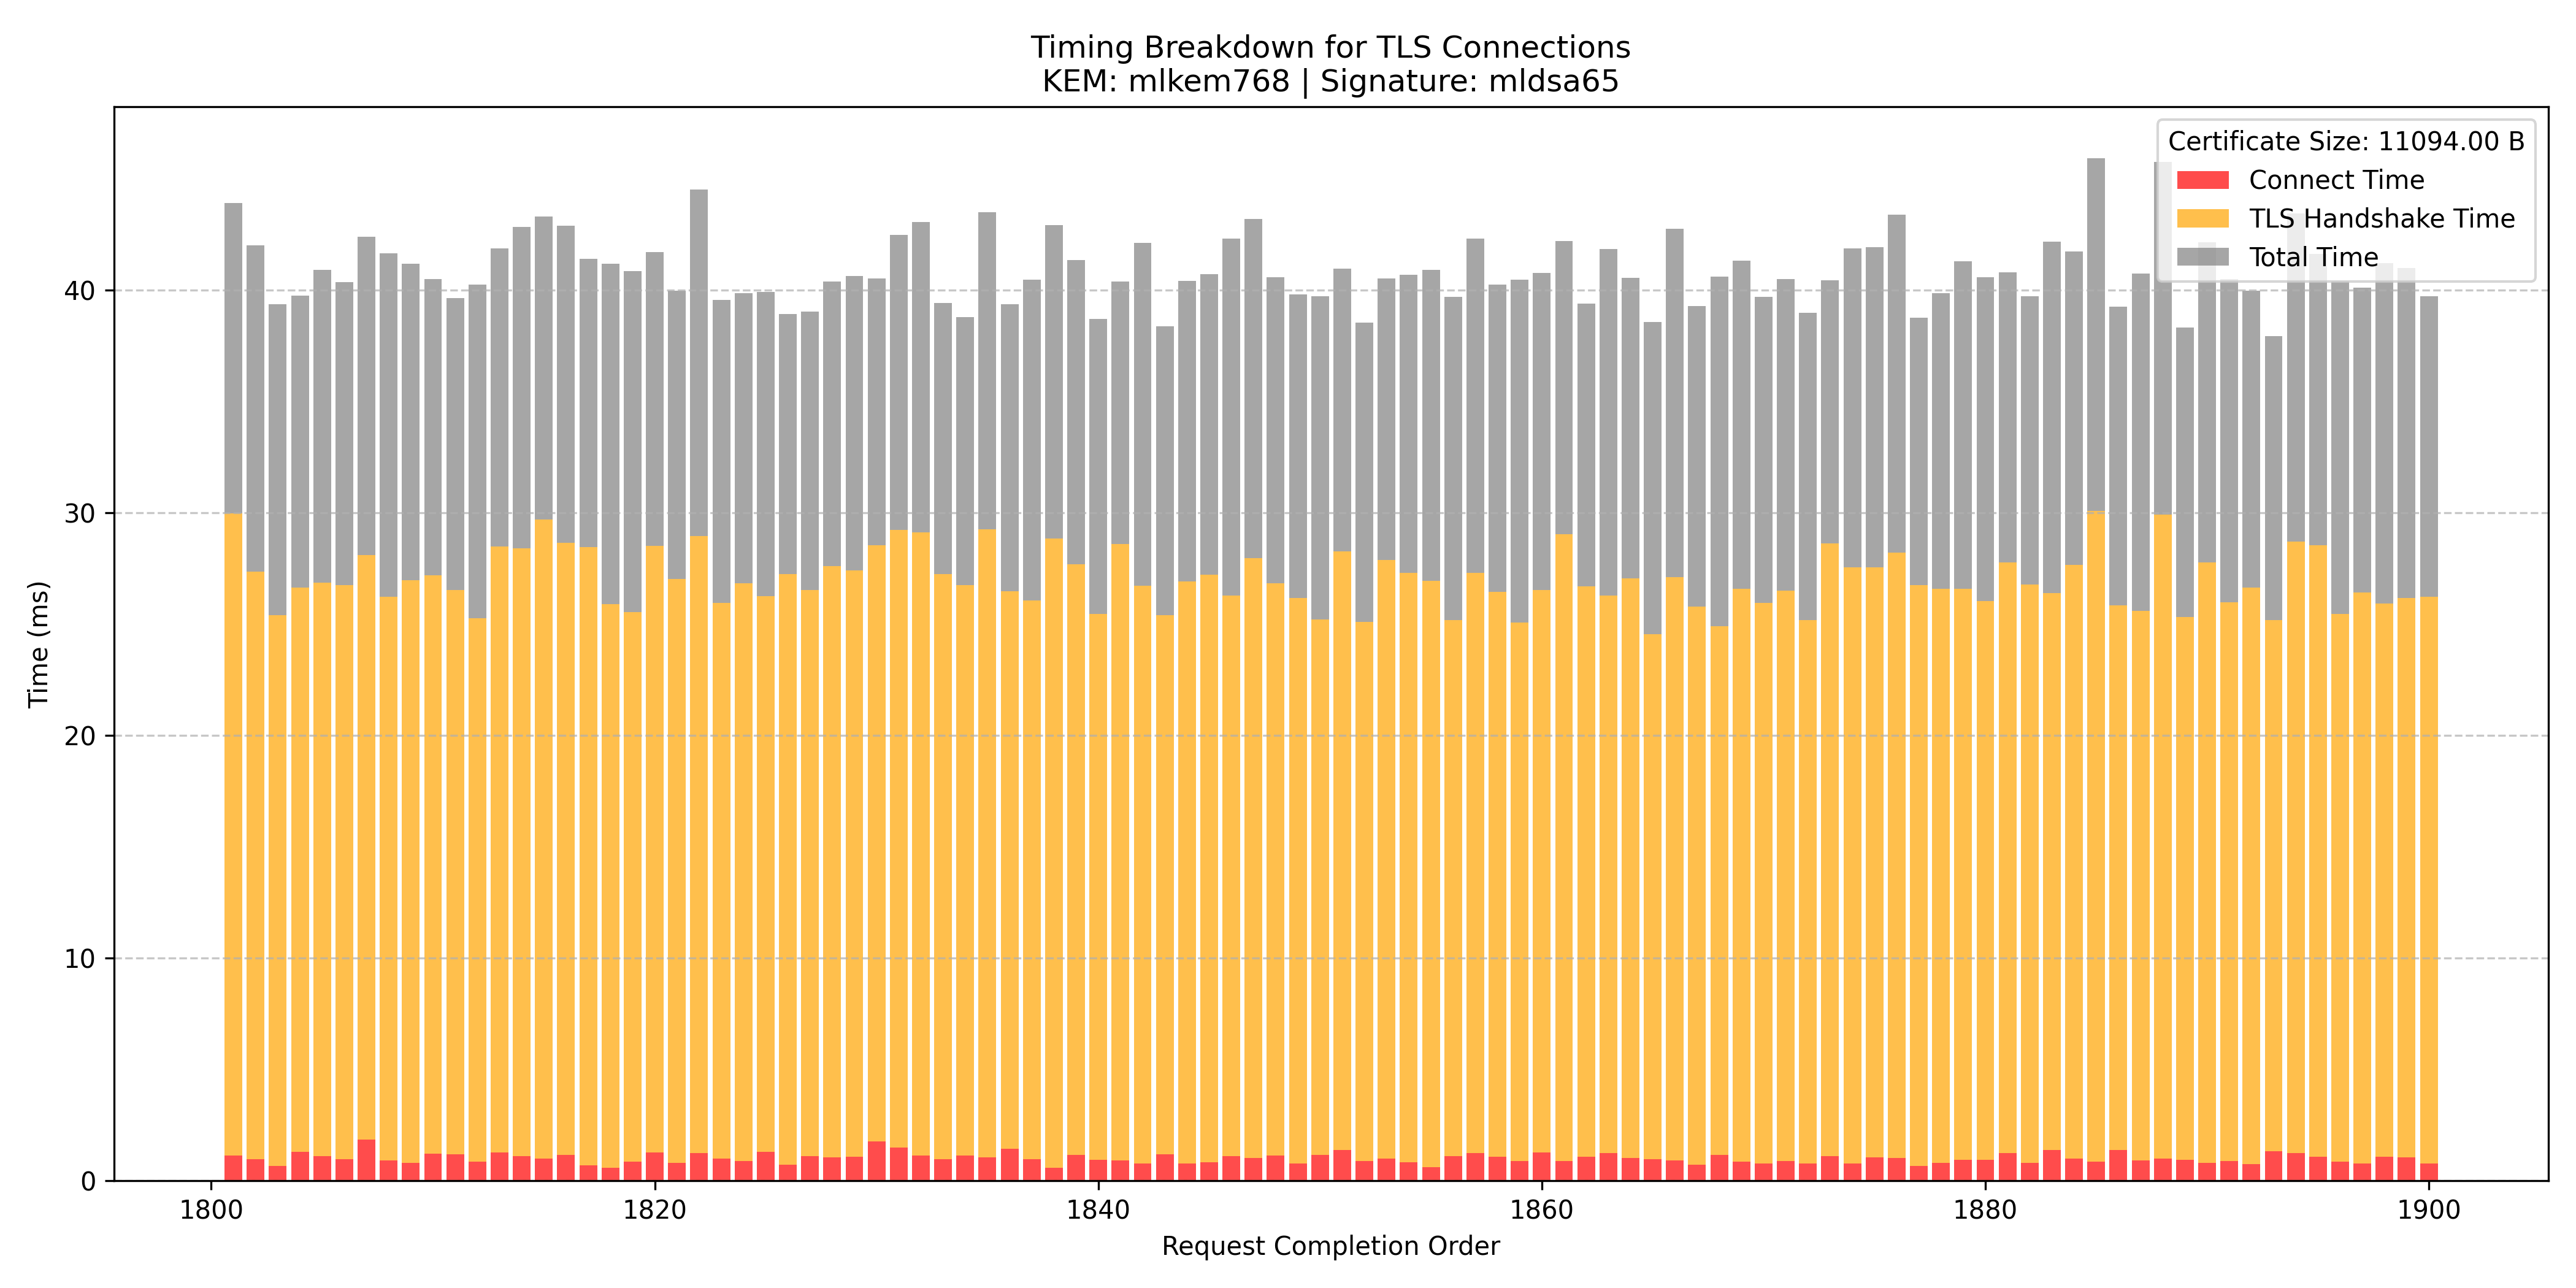 Timing Breakdown for TLS Connections
KEM: mlkem768 | Signature: mldsa65
Certificate Size: 11094.00 B
Connect Time
TLS Handshake Time
Total Time
Time (ms)
40
30
20
10
0
1800 1820 1840 1860 1880 1900
Request Completion Order